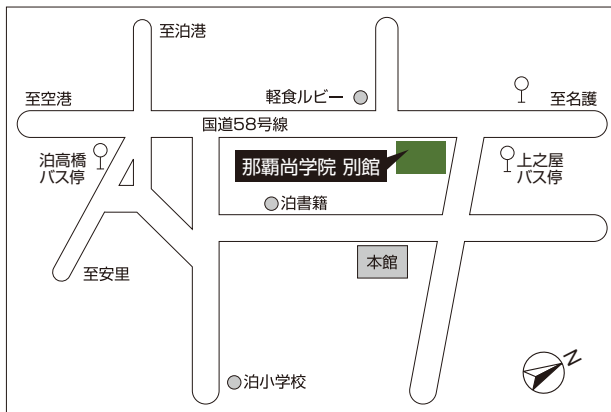 至泊港
至空港
軽食ルビー
至名護
国道58号線
泊高橋
バス停
那覇尚学院 別館
上之屋
バス停
泊書籍
本館
至安里
泊小学校
N